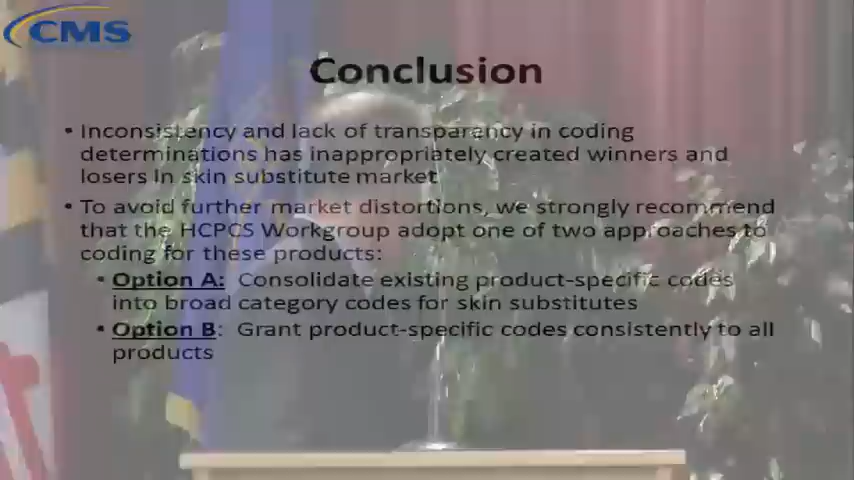 CMS
Conclusion
• Inconsistency and lack of transparency in coding
determinations has inappropriately created winners and
losers in skin substitute market
• To avoid further market distortions, we strongly recommend
that the HCPCS Workgroup adopt one of two approaches to
coding for these products:
• Option A: Consolidate existing product-specific codes
into broad category codes for skin substitutes
• Option B: Grant product-specific codes consistently to all
products